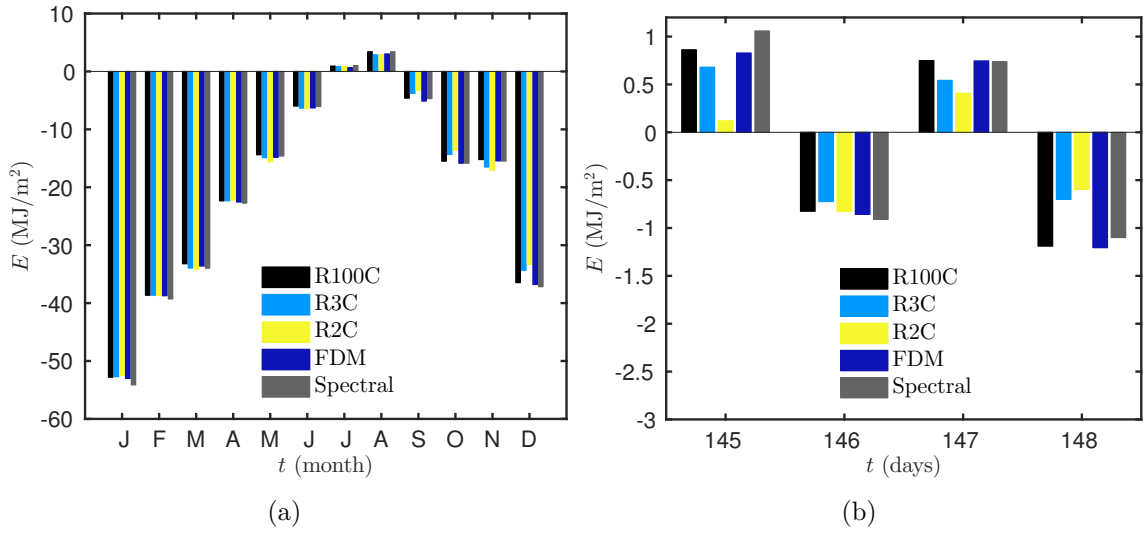 10
0
-10
-20
-30
-40
-50
-60
E (MJ/m²)
R100C
R3C
R2C
FDM
Spectral
J F M A M J J A S O N D
t (month)
(a)
1
0.5
0
-0.5
-1
-1.5
-2
-2.5
-3
E (MJ/m²)
R100C
R3C
R2C
FDM
Spectral
145 146 147 148
t (days)
(b)